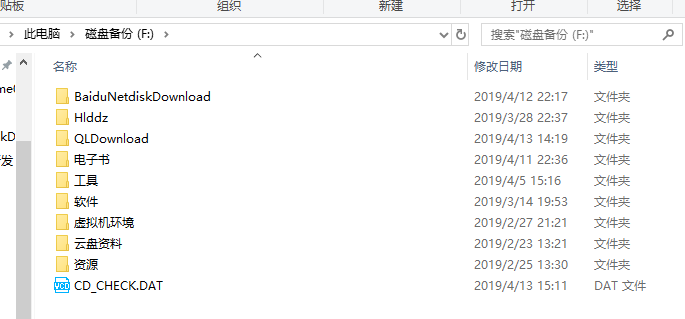 贴板 组织 新建 打开 选择
此电脑 磁盘备份 (F:) 搜索"磁盘备份 (F:)"
名称 修改日期 类型
BaiduNetdiskDownload 2019/4/12 22:17 文件夹
Hlddz 2019/3/28 22:37 文件夹
QLDownload 2019/4/13 14:19 文件夹
电子书 2019/4/11 22:36 文件夹
工具 2019/4/5 15:16 文件夹
软件 2019/3/14 19:53 文件夹
虚拟机环境 2019/2/27 21:21 文件夹
云盘资料 2019/2/23 13:21 文件夹
资源 2019/2/25 13:30 文件夹
VCD CD_CHECK.DAT 2019/4/13 15:11 DAT 文件